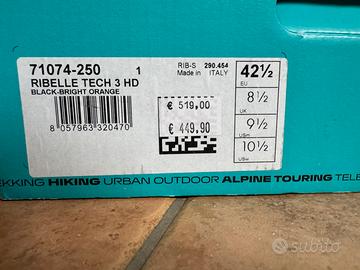 71074-250 1
RIBELLE TECH 3 HD
BLACK-BRIGHT ORANGE
8 057963 320470
RIB-S 290.454
Made in ITALY
€ 519,00
€ 449,90
42½
EU
8½
UK
9½
USM
10½
USW
EKKING HIKING URBAN OUTDOOR ALPINE TOURING TELE
subito